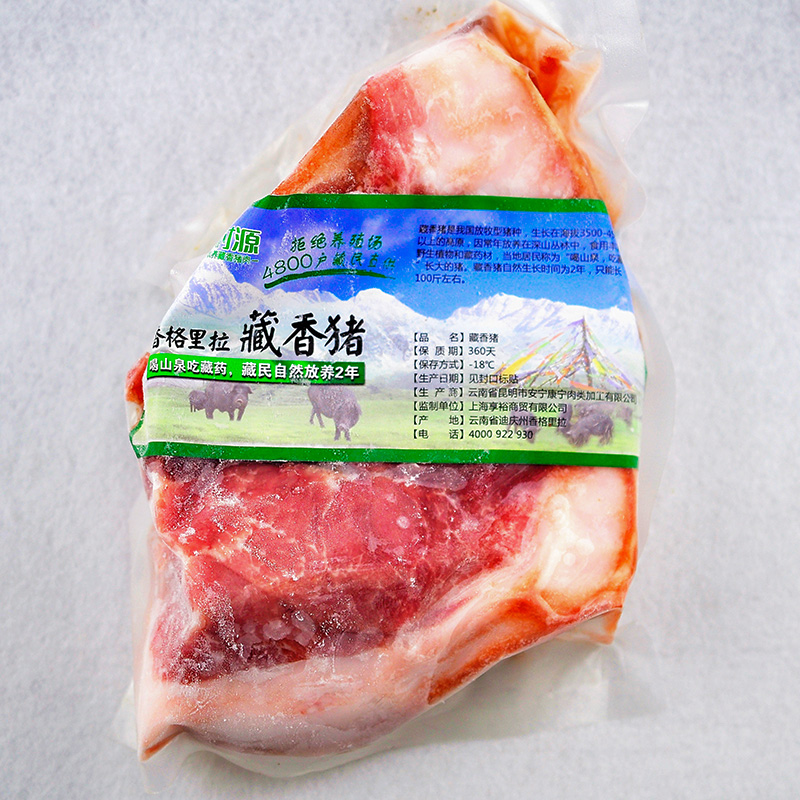 源
拒绝养殖场
4800户藏民直供
香格里拉 藏香猪
喝山泉吃藏药，藏民自然放养2年
藏香猪是我国放牧型猪种，生长在海拔3500-4
以上的高原，因常年放养在深山丛林中，食用
野生植物和藏药材，当地居民称为“喝山泉，吃
长大的猪。藏香猪自然生长时间为2年，只能长
100斤左右。
【品 名】藏香猪
【保 质 期】360天
【保存方式】-18℃
【生产日期】见封口标贴
【生 产 商】云南省昆明市安宁康宁肉类加工有限公司
【监制单位】上海享裕商贸有限公司
【产 地】云南省迪庆州香格里拉
【电 话】4000 922 930